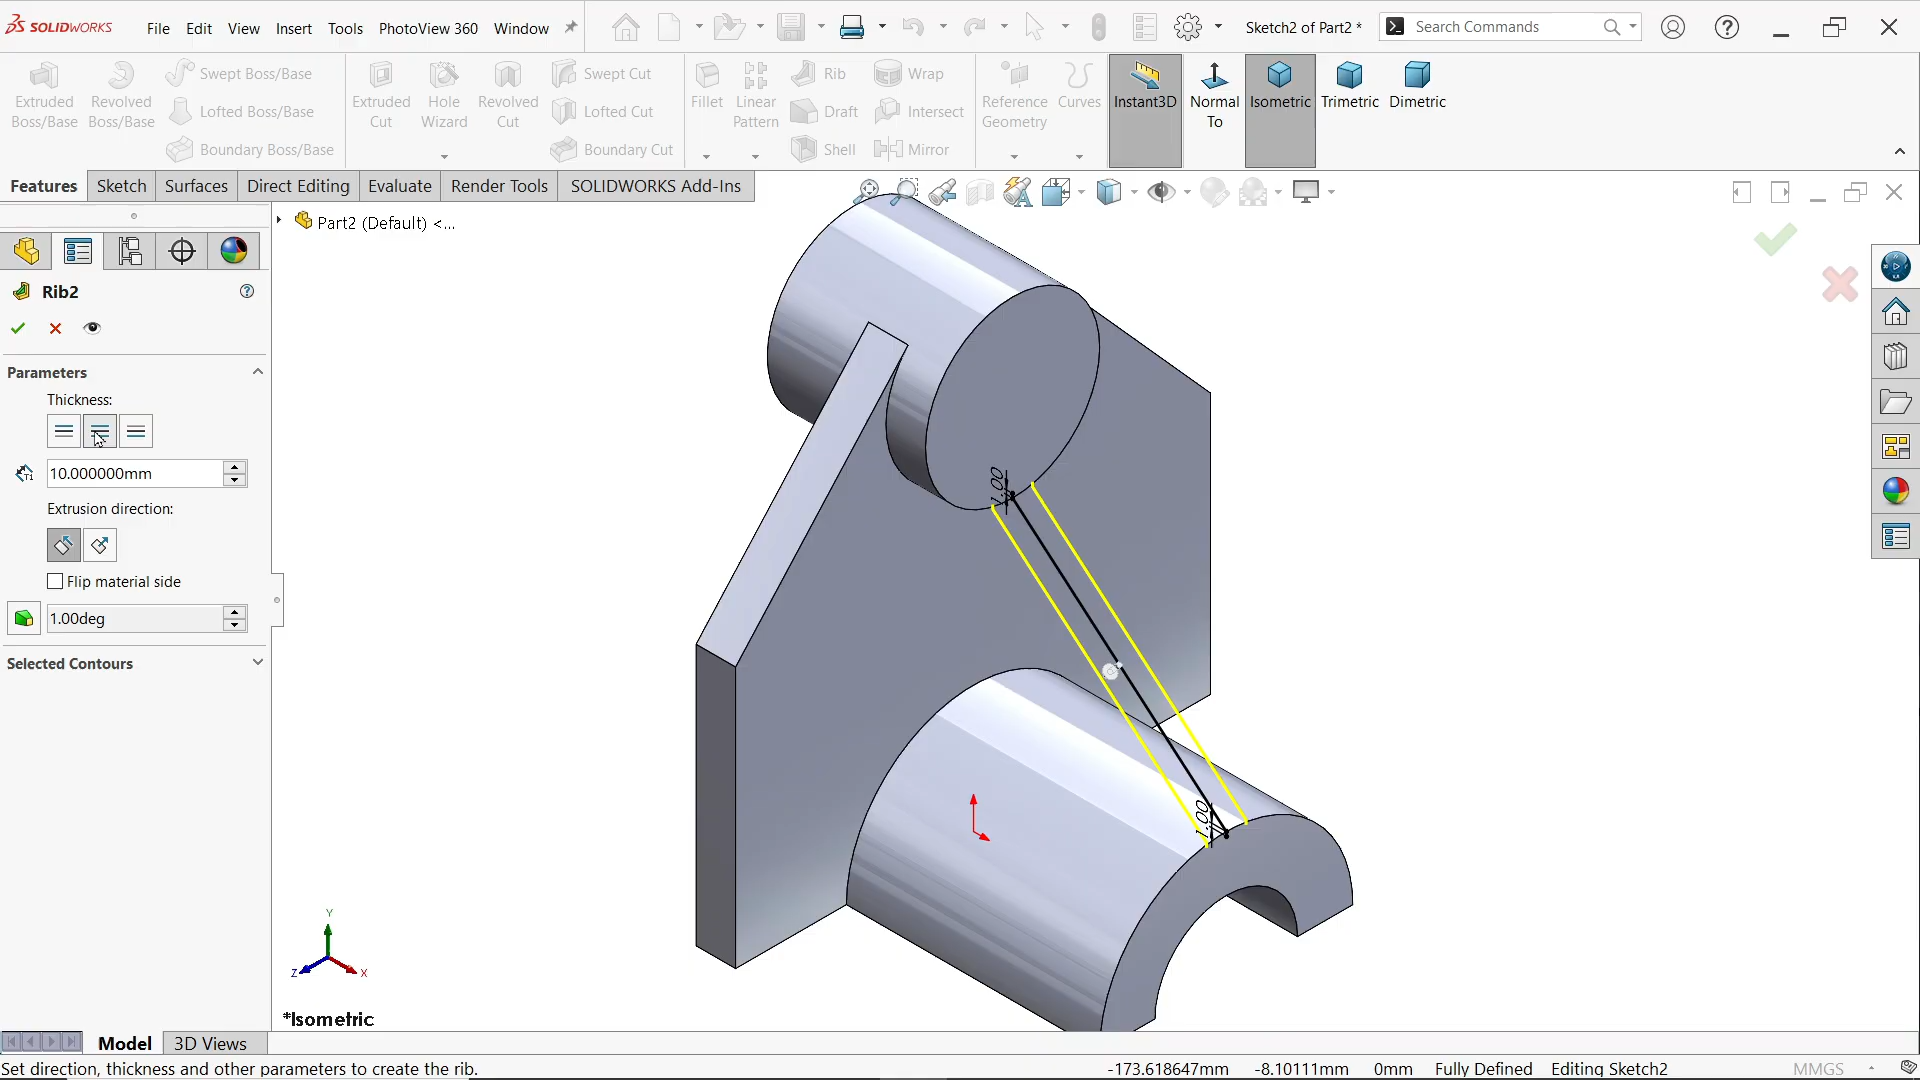 SOLIDWORKS File Edit View Insert Tools PhotoView 360 Window Sketch2 of Part2 * Search Commands
Extruded Boss/Base
Revolved Boss/Base
Swept Boss/Base
Lofted Boss/Base
Boundary Boss/Base
Extruded Cut
Hole Wizard
Revolved Cut
Swept Cut
Lofted Cut
Boundary Cut
Fillet
Linear Pattern
Rib
Draft
Shell
Wrap
Intersect
Mirror
Reference Geometry
Curves
Instant3D
Normal To
Isometric
Trimetric
Dimetric
Features Sketch Surfaces Direct Editing Evaluate Render Tools SOLIDWORKS Add-Ins
Part2 (Default) <...
Rib2
Parameters
Thickness:
T1
10.000000mm
Extrusion direction:
Flip material side
1.00deg
Selected Contours
1.00
1.00
Y
Z
X
*Isometric
Model 3D Views
Set direction, thickness and other parameters to create the rib. -173.618647mm -8.10111mm 0mm Fully Defined Editing Sketch2 MMGS